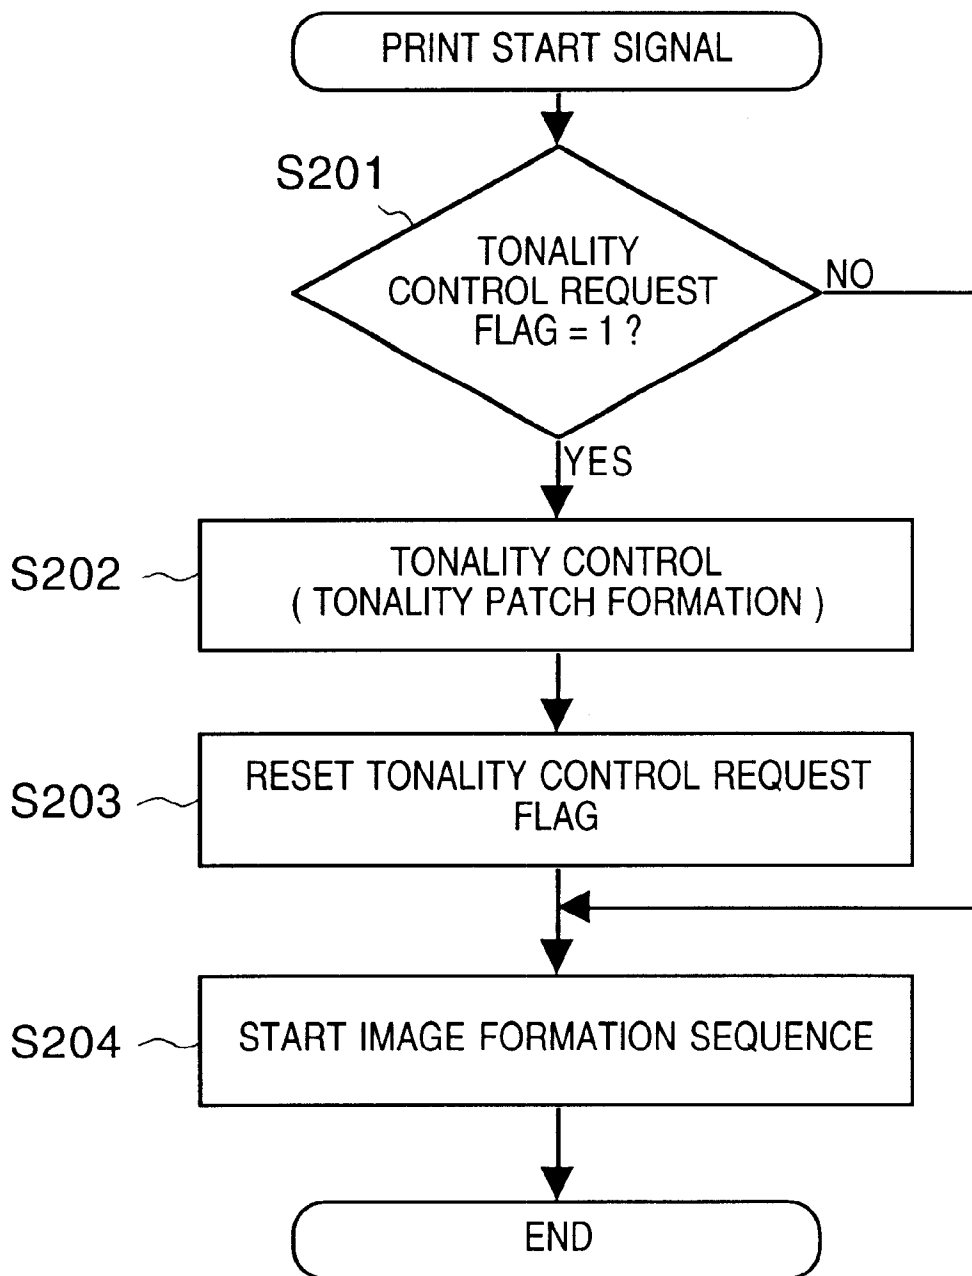 PRINT START SIGNAL
S201
TONALITY
CONTROL REQUEST
FLAG = 1 ?
NO
YES
S202
TONALITY CONTROL
( TONALITY PATCH FORMATION )
S203
RESET TONALITY CONTROL REQUEST
FLAG
S204
START IMAGE FORMATION SEQUENCE
END